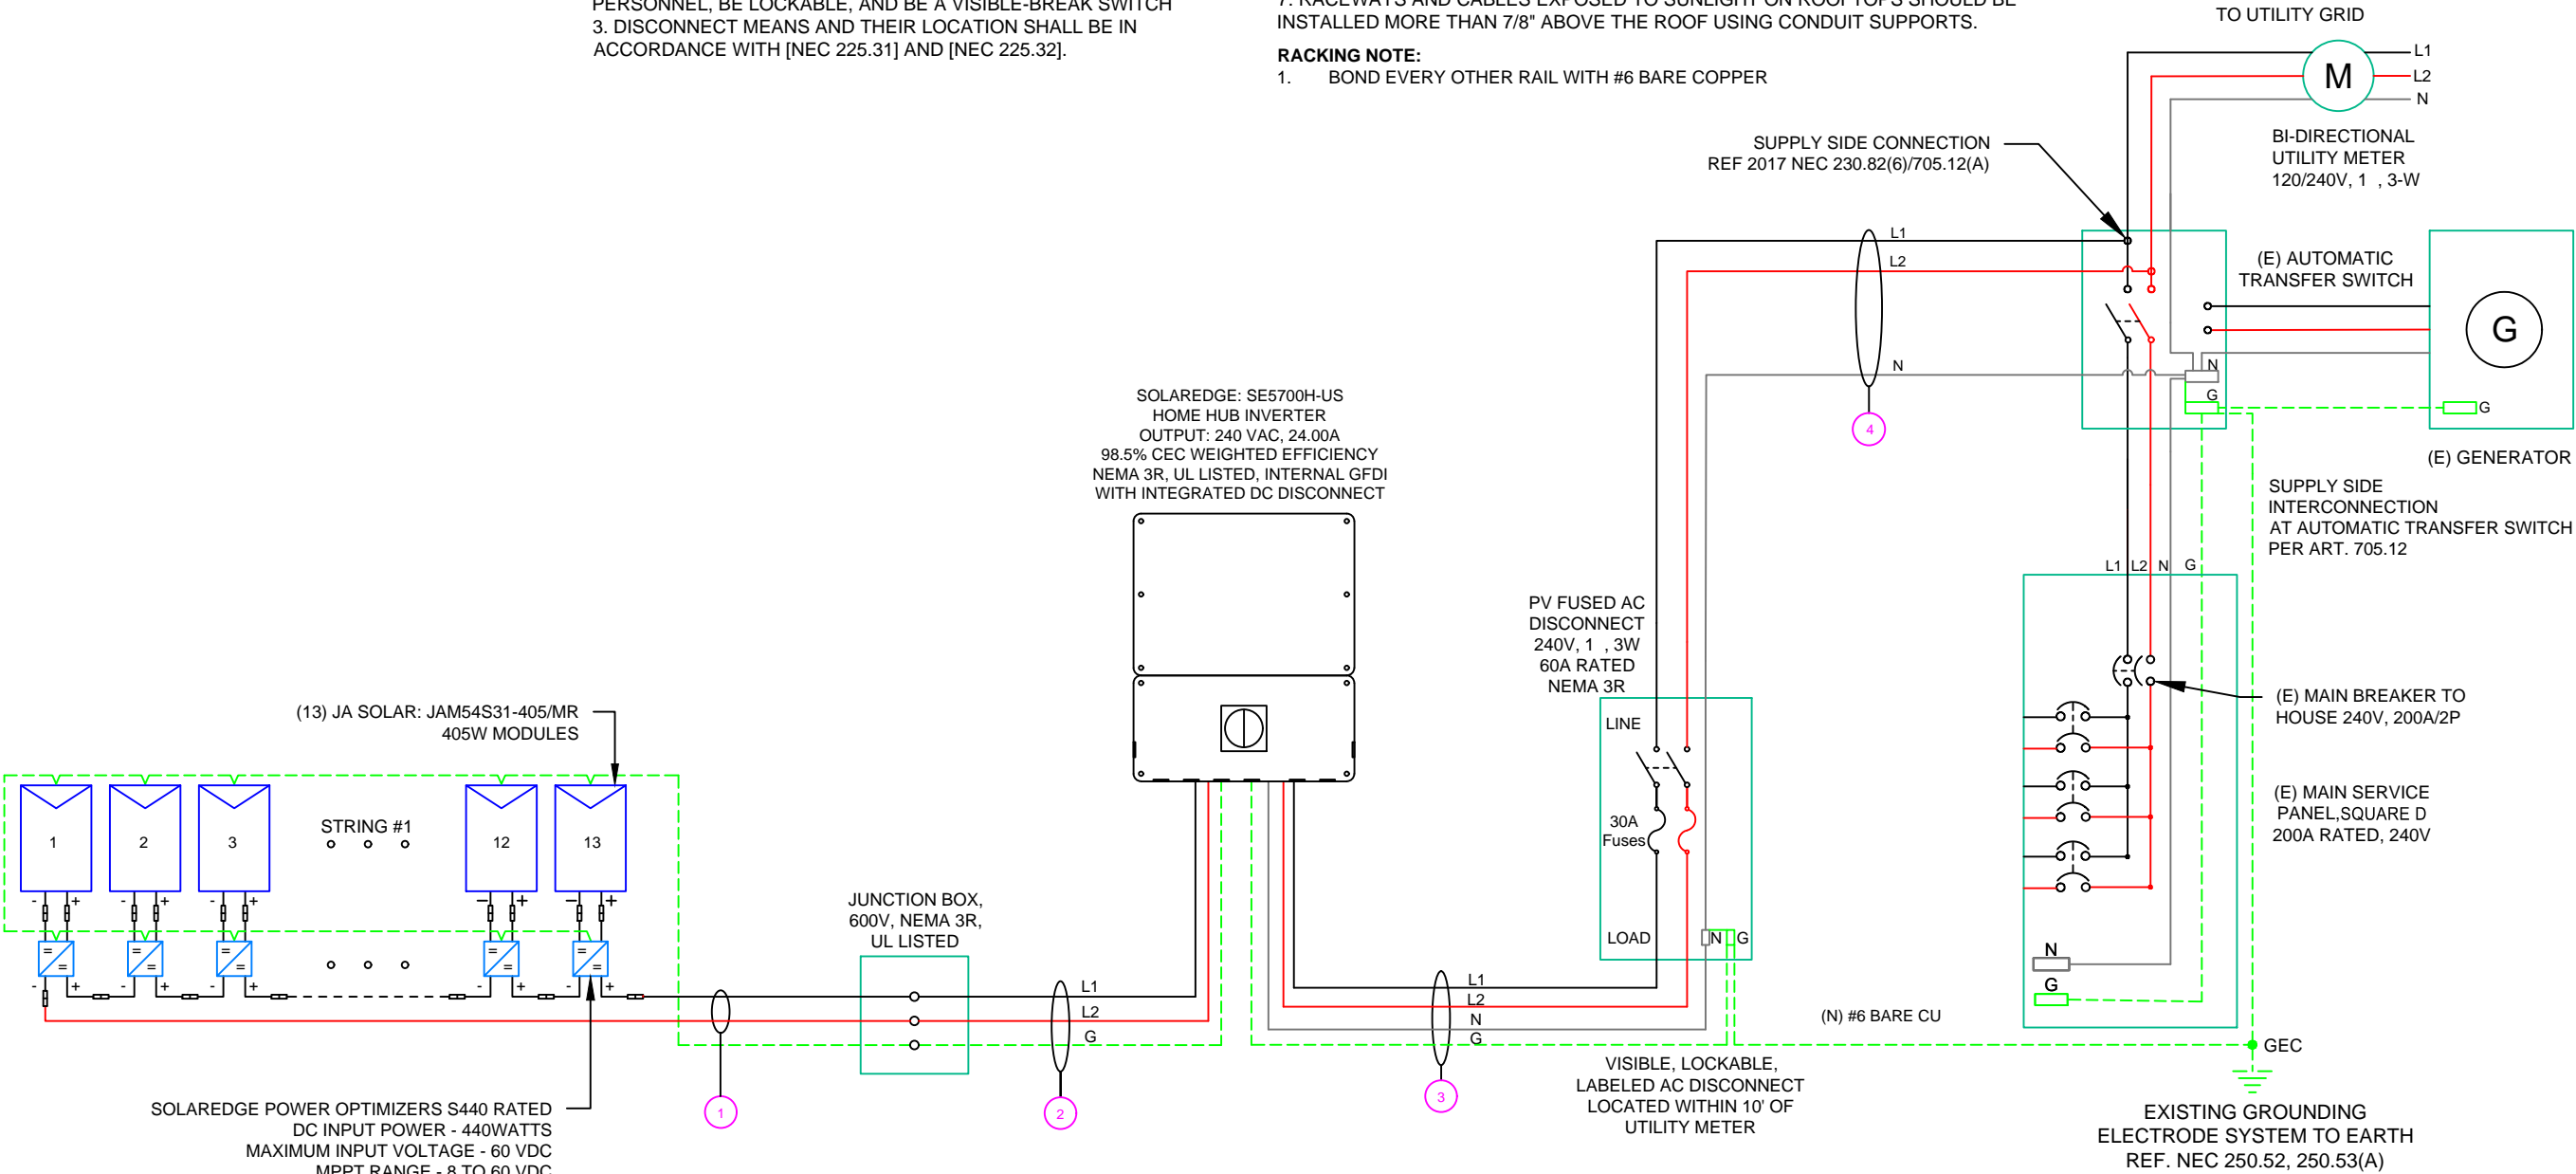 PERSONNEL, BE LOCKABLE, AND BE A VISIBLE-BREAK SWITCH
3. DISCONNECT MEANS AND THEIR LOCATION SHALL BE IN
ACCORDANCE WITH [NEC 225.31] AND [NEC 225.32].
7. RACEWAYS AND CABLES EXPOSED TO SUNLIGHT ON ROOFTOPS SHOULD BE
INSTALLED MORE THAN 7/8" ABOVE THE ROOF USING CONDUIT SUPPORTS.
RACKING NOTE:
1. BOND EVERY OTHER RAIL WITH #6 BARE COPPER
TO UTILITY GRID
L1
L2
N
M
BI-DIRECTIONAL
UTILITY METER
120/240V, 1 , 3-W
SUPPLY SIDE CONNECTION
REF 2017 NEC 230.82(6)/705.12(A)
L1
L2
N
4
(E) AUTOMATIC
TRANSFER SWITCH
N
G
G
G
(E) GENERATOR
SUPPLY SIDE
INTERCONNECTION
AT AUTOMATIC TRANSFER SWITCH
PER ART. 705.12
SOLAREDGE: SE5700H-US
HOME HUB INVERTER
OUTPUT: 240 VAC, 24.00A
98.5% CEC WEIGHTED EFFICIENCY
NEMA 3R, UL LISTED, INTERNAL GFDI
WITH INTEGRATED DC DISCONNECT
PV FUSED AC
DISCONNECT
240V, 1 , 3W
60A RATED
NEMA 3R
LINE
30A
Fuses
LOAD
N
G
L1 L2 N G
(E) MAIN BREAKER TO
HOUSE 240V, 200A/2P
(E) MAIN SERVICE
PANEL,SQUARE D
200A RATED, 240V
N
G
(13) JA SOLAR: JAM54S31-405/MR
405W MODULES
1 2 3 STRING #1 12 13
- + - + - + - + - +
= = = = = = = = = =
- + - + - + - + - +
JUNCTION BOX,
600V, NEMA 3R,
UL LISTED
L1
L2
G
1
2
L1
L2
N
G
3
(N) #6 BARE CU
GEC
VISIBLE, LOCKABLE,
LABELED AC DISCONNECT
LOCATED WITHIN 10' OF
UTILITY METER
EXISTING GROUNDING
ELECTRODE SYSTEM TO EARTH
REF. NEC 250.52, 250.53(A)
SOLAREDGE POWER OPTIMIZERS S440 RATED
DC INPUT POWER - 440WATTS
MAXIMUM INPUT VOLTAGE - 60 VDC
MPPT RANGE - 8 TO 60 VDC